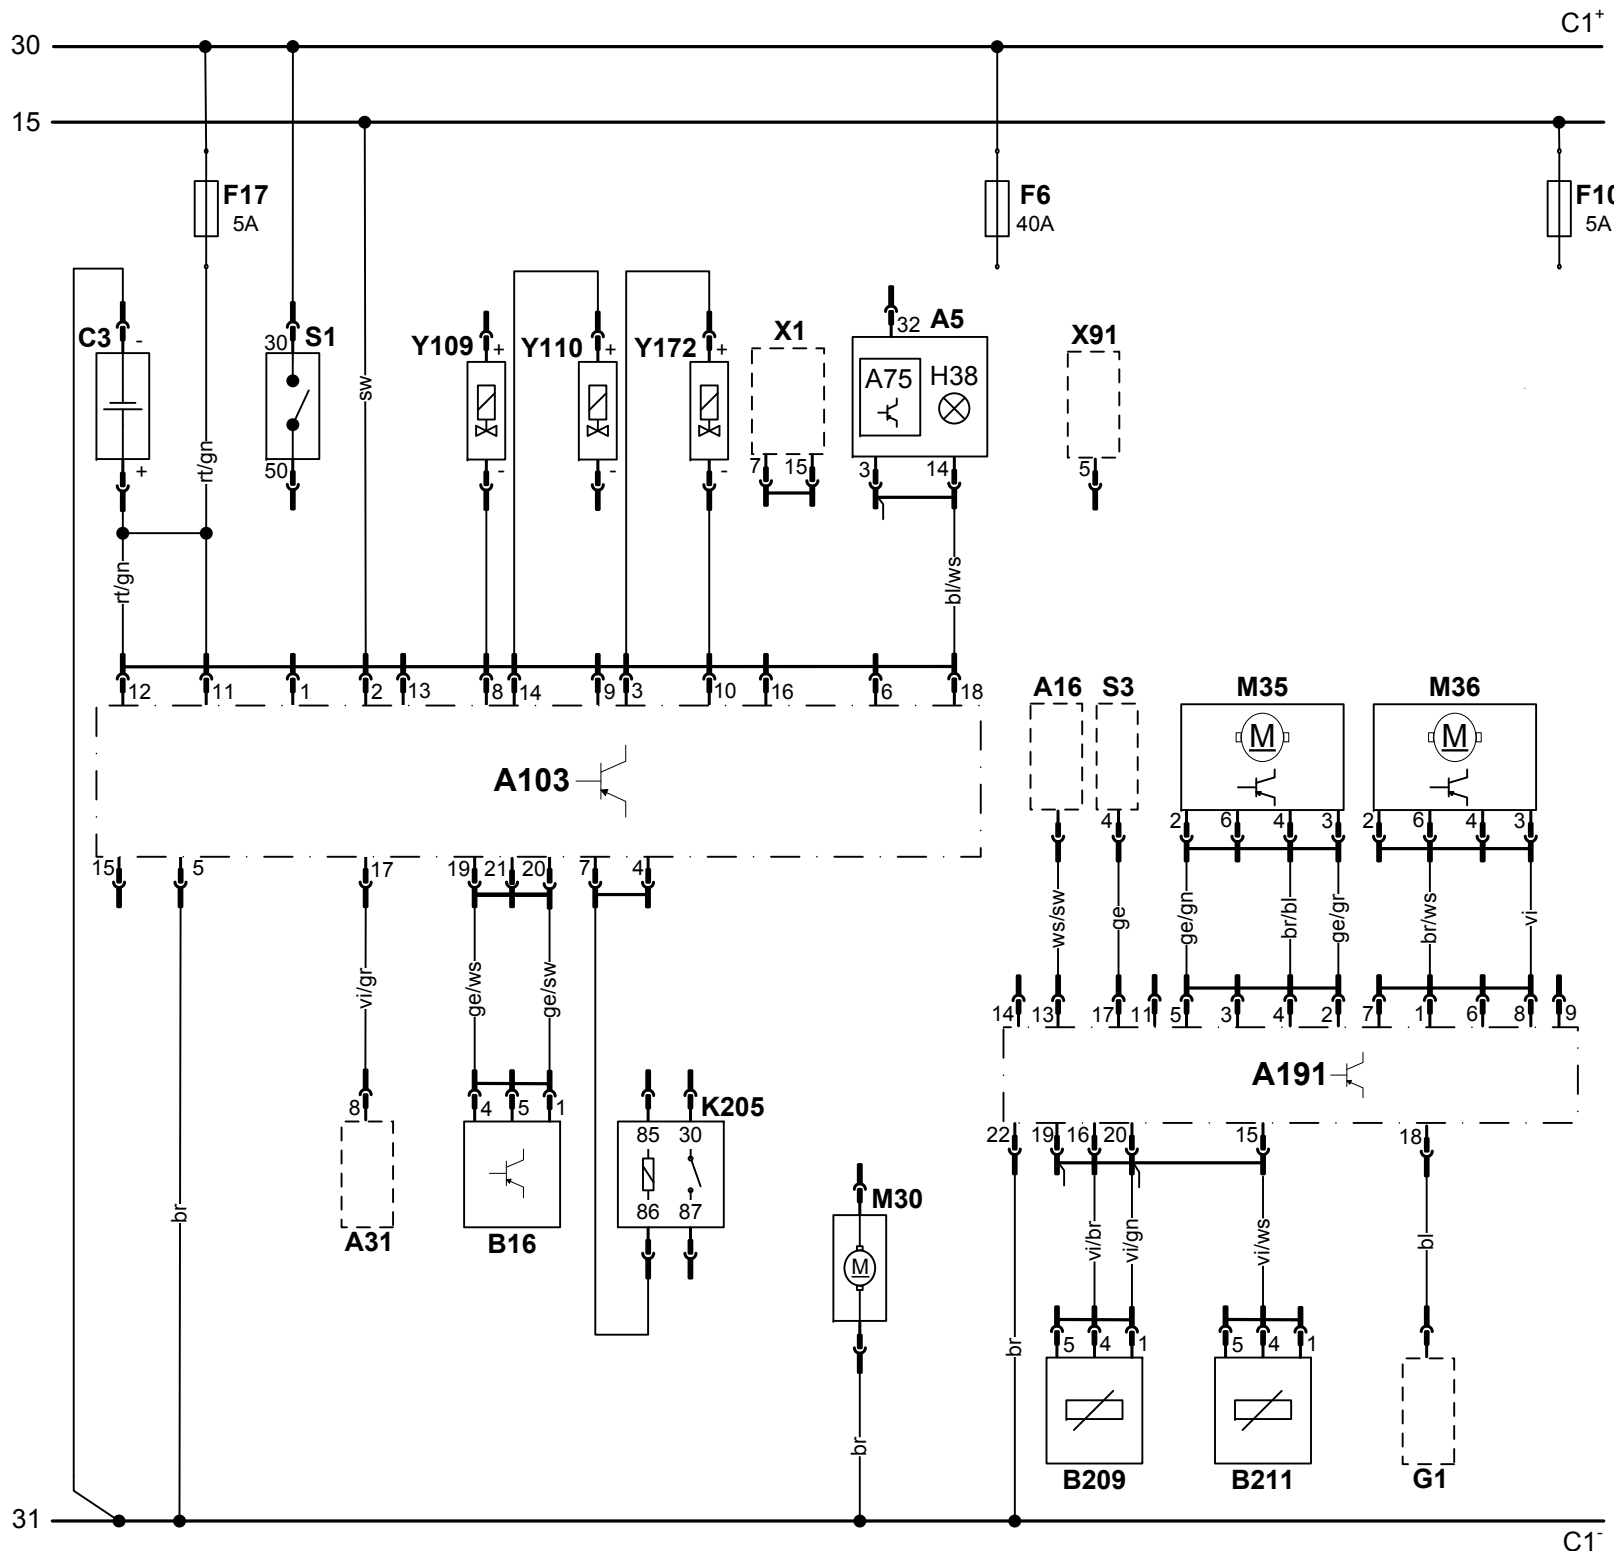 C1+
30
15
F17
5A
F6
40A
F10
5A
C3 -
+
30 S1
50
Y109 +
-
Y110 +
-
Y172 +
-
X1
7 15
32 A5
A75 H38
3 14
X91
5
rt/gn
sw
rt/gn
bl/ws
12 11 1 2 13 8 14 9 3 10 16 6 18
A103
15 5 17 19 21 20 7 4
A16 S3 M35 M36
M M
4 2 6 4 3 2 6 4 3
ws/sw ge ge/gn br/bl ge/gr br/ws vi
14 13 17 11 5 3 4 2 7 1 6 8 9
A191
22 19 16 20 15 18
vi/gr ge/ws ge/sw
8 4 5 1
A31
B16
K205
85 30
86 87
M30
M
br
br
br
vi/br vi/gn vi/ws bl
5 4 1 5 4 1
B209 B211 G1
31
C1-